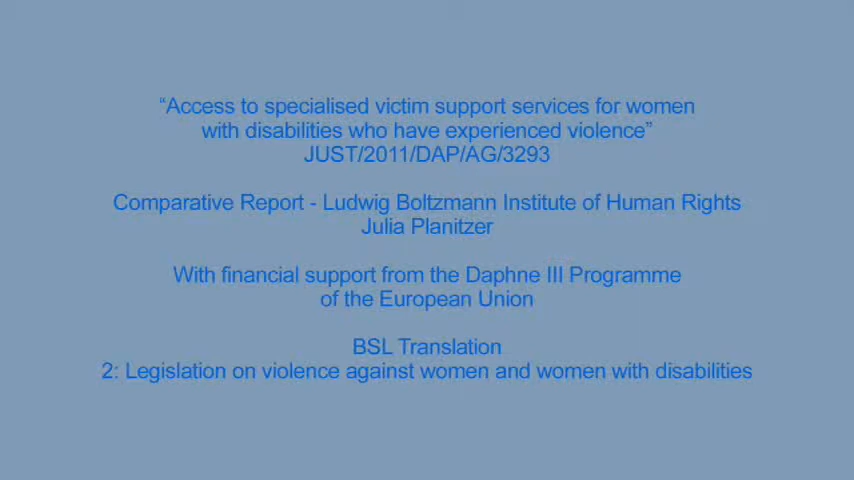 “Access to specialised victim support services for women
with disabilities who have experienced violence”
JUST/2011/DAP/AG/3293
Comparative Report - Ludwig Boltzmann Institute of Human Rights
Julia Planitzer
With financial support from the Daphne III Programme
of the European Union
BSL Translation
2: Legislation on violence against women and women with disabilities